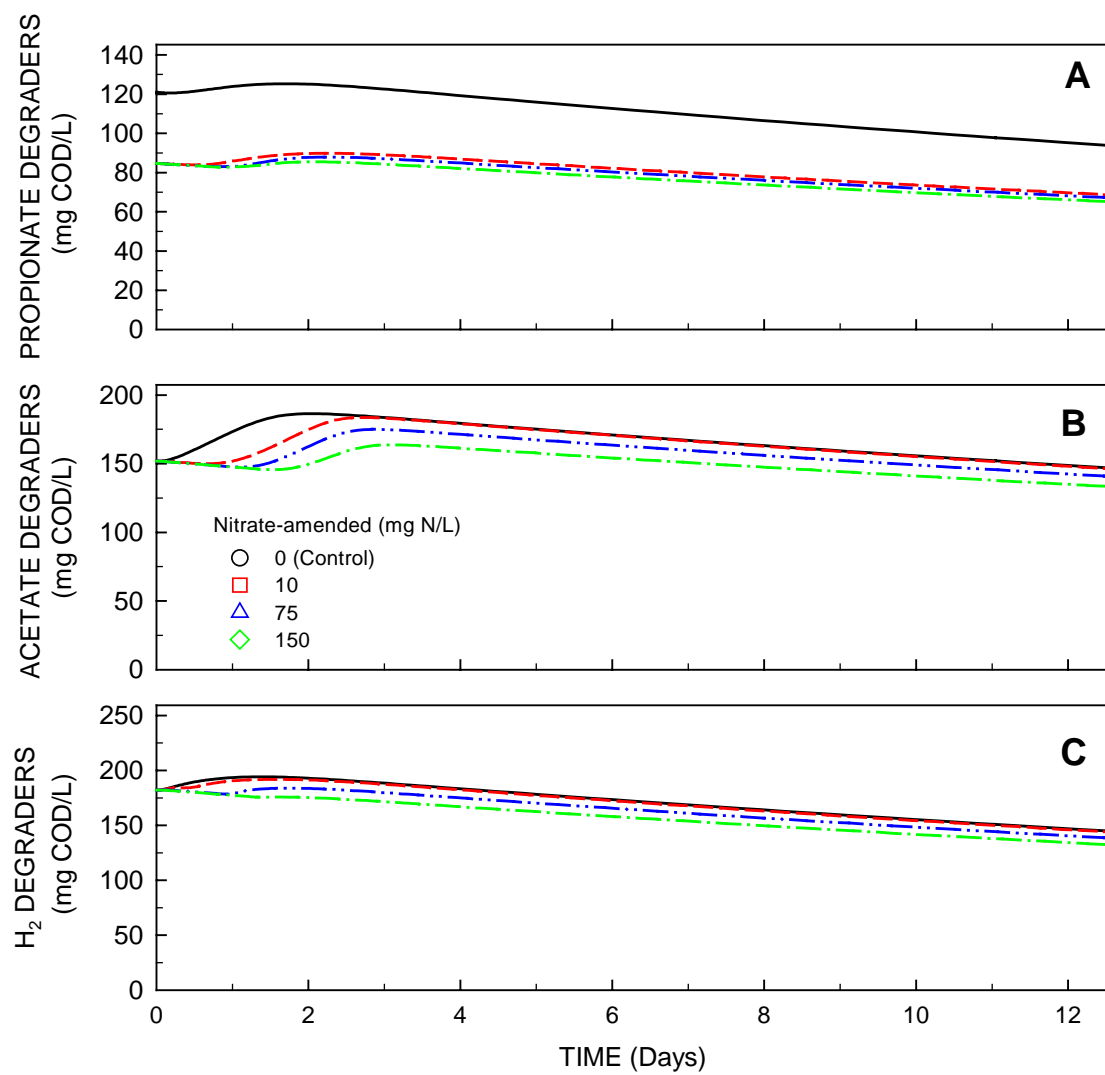 PROPIONATE DEGRADERS
(mg COD/L)
140
120
100
80
60
40
20
0
A
ACETATE DEGRADERS
(mg COD/L)
200
150
100
50
0
B
Nitrate-amended (mg N/L)
0 (Control)
10
75
150
H₂ DEGRADERS
(mg COD/L)
250
200
150
100
50
0
C
0 2 4 6 8 10 12
TIME (Days)